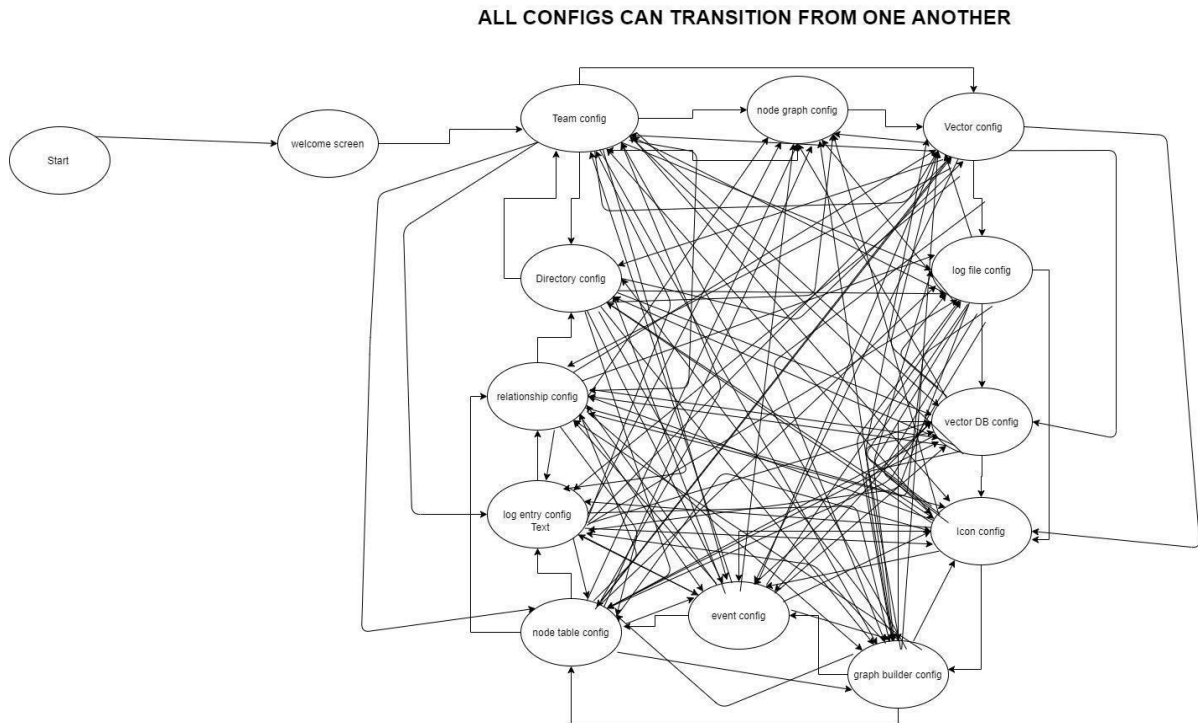 ALL CONFIGS CAN TRANSITION FROM ONE ANOTHER
Start
welcome screen
Team config
node graph config
Vector config
Directory config
log file config
relationship config
vector DB config
log entry config
Text
Icon config
node table config
event config
graph builder config